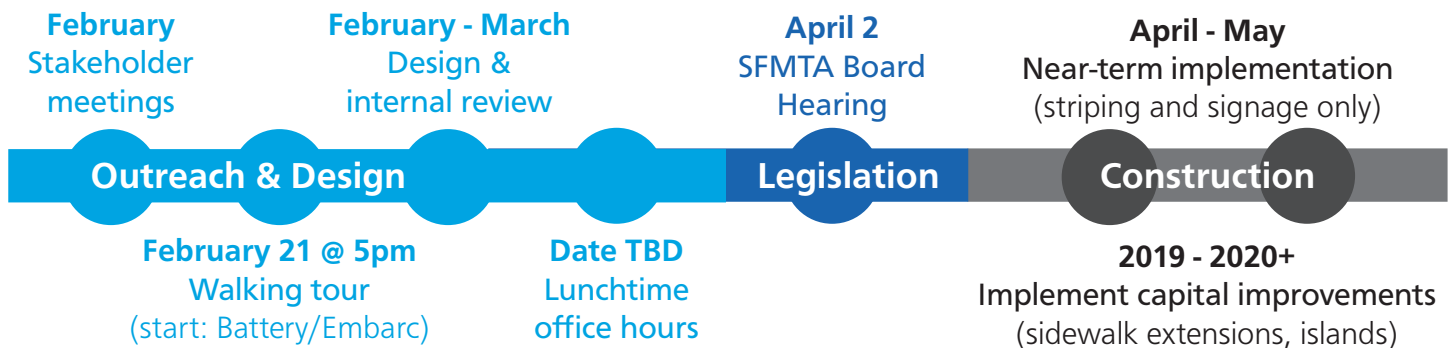 February
Stakeholder
meetings
February - March
Design &
internal review
April 2
SFMTA Board
Hearing
April - May
Near-term implementation
(striping and signage only)
Outreach & Design
Legislation
Construction
February 21 @ 5pm
Walking tour
(start: Battery/Embarc)
Date TBD
Lunchtime
office hours
2019 - 2020+
Implement capital improvements
(sidewalk extensions, islands)